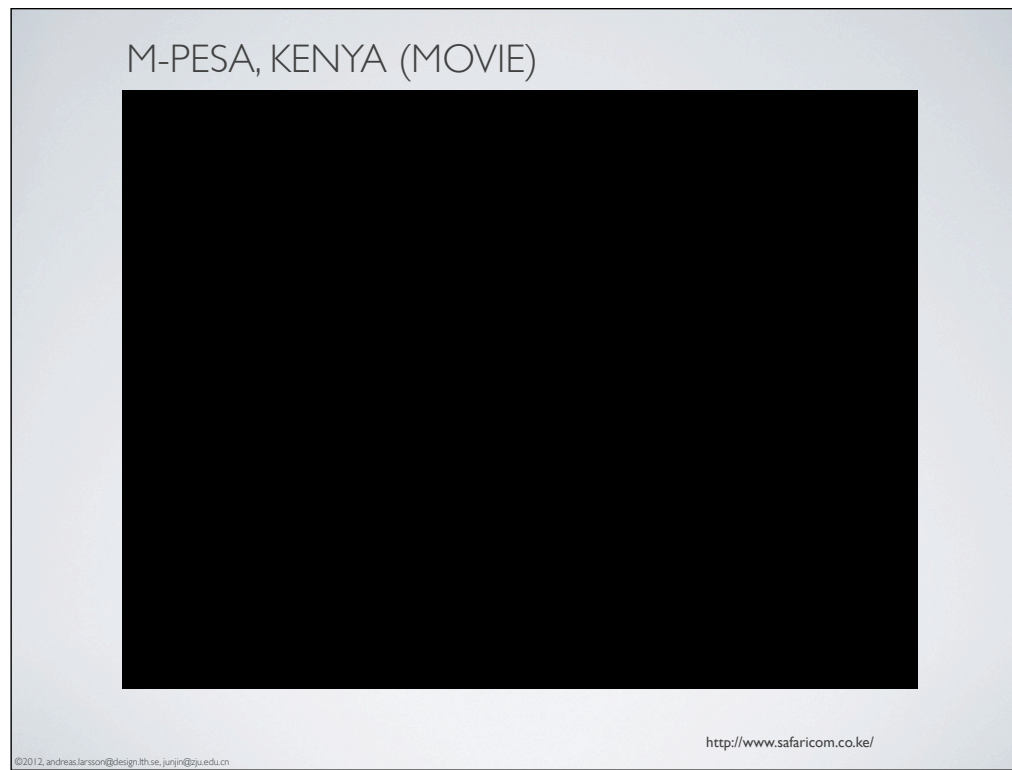 M-PESA, KENYA (MOVIE)
http://www.safaricom.co.ke/
©2012, andreas.larsson@design.lth.se, junjin@zju.edu.cn